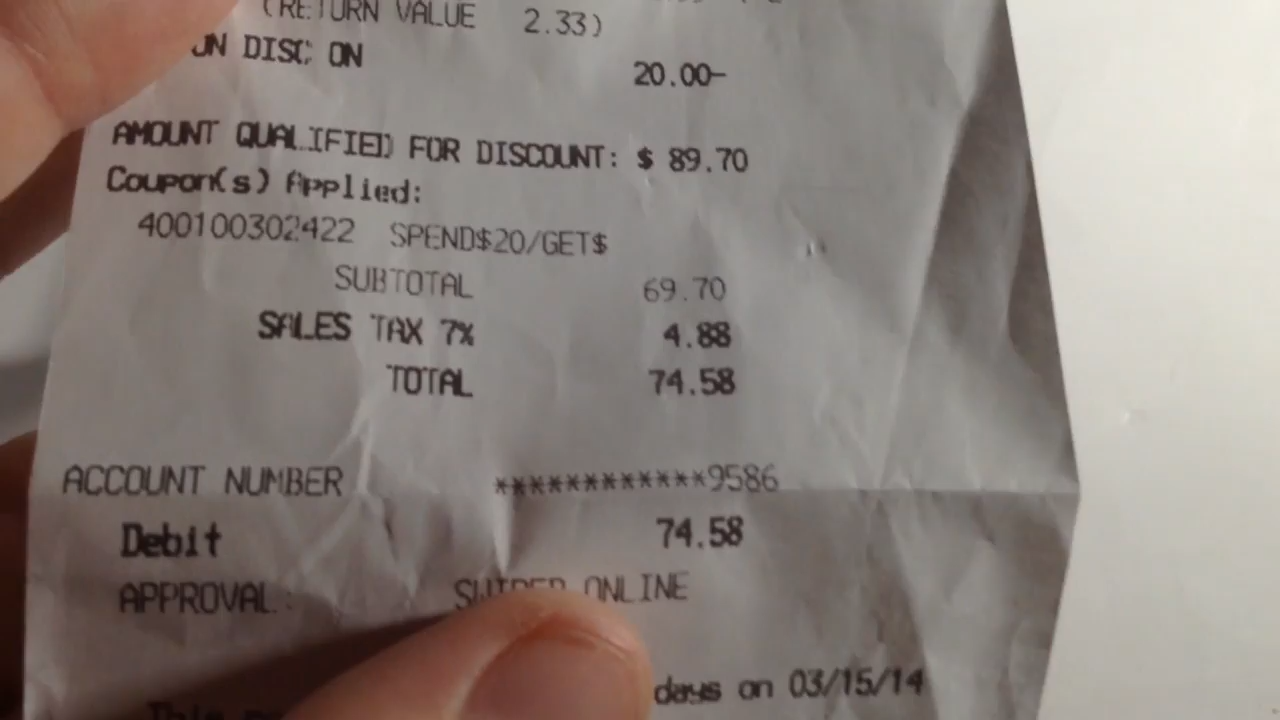 (RETURN VALUE 2.33)
DISC ON 20.00-
AMOUNT QUALIFIED FOR DISCOUNT: $ 89.70
Coupon(s) Applied:
400100302422 SPEND$20/GET$
SUBTOTAL 69.70
SALES TAX 7% 4.88
TOTAL 74.58
ACCOUNT NUMBER ************9586
Debit 74.58
APPROVAL: SWIPED ONLINE
days on 03/15/14
This